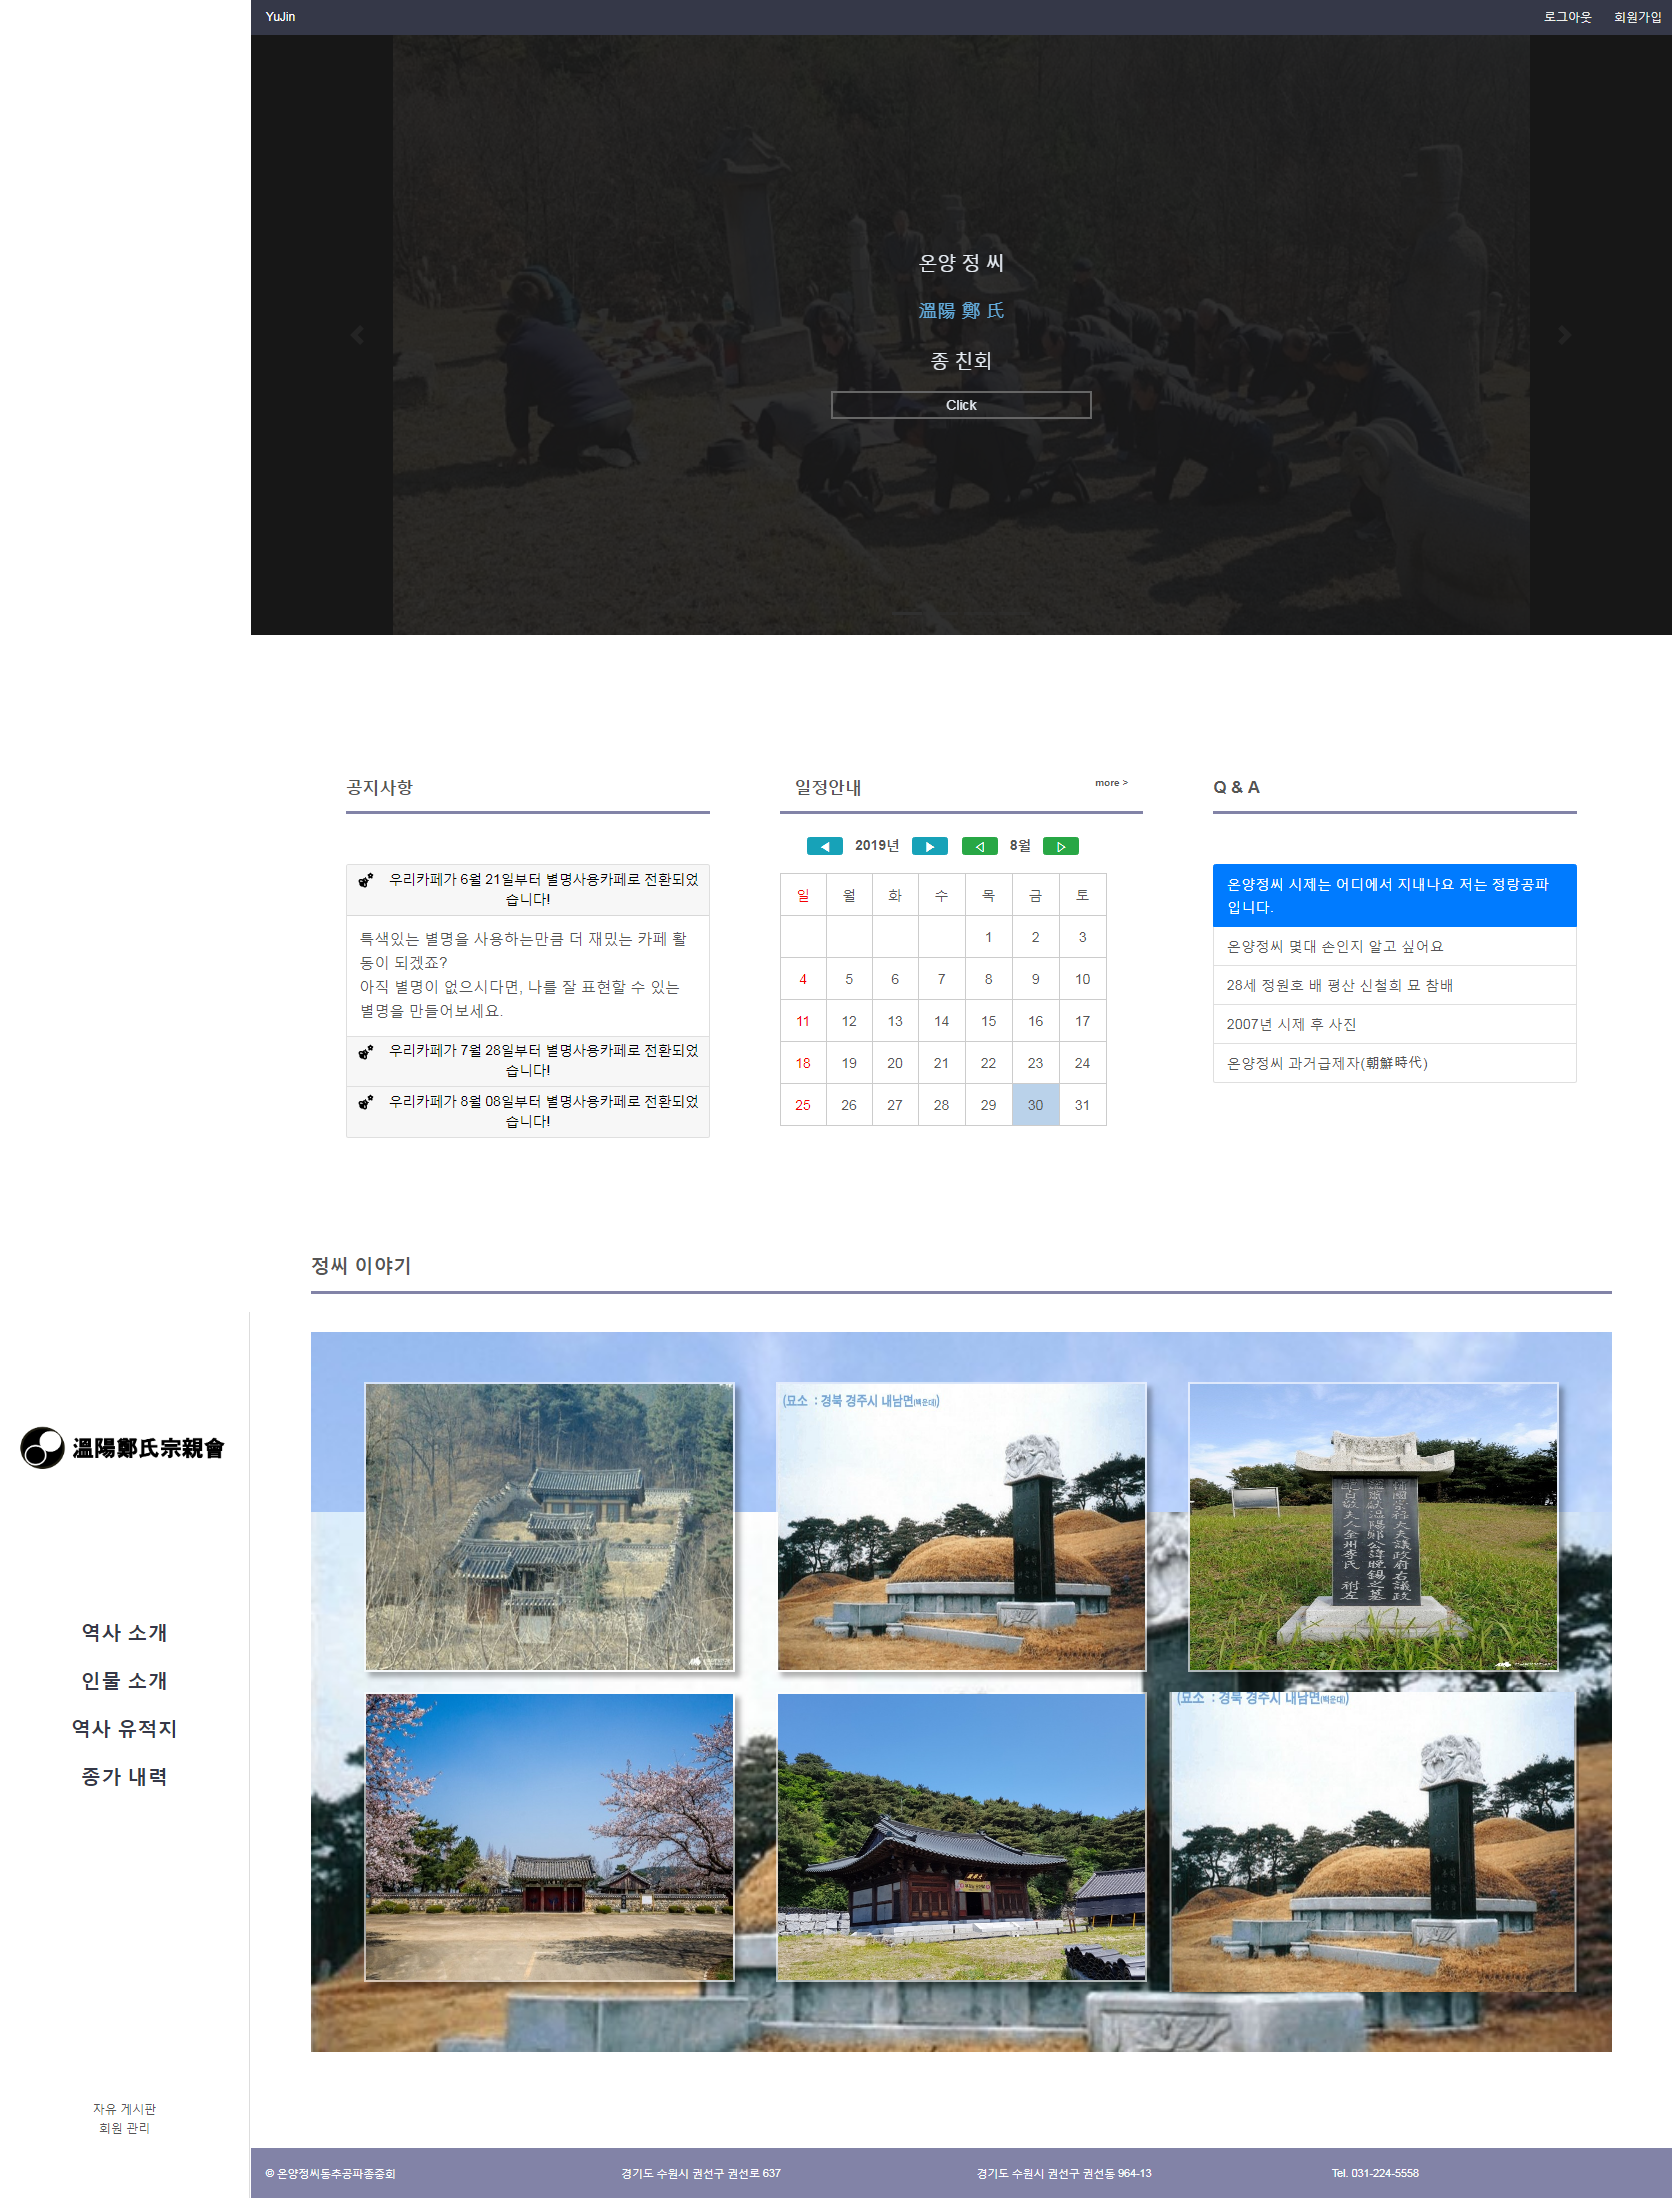 YuJin
로그아웃
회원가입
온양 정 씨
溫陽 鄭 氏
종 친회
Click
공지사항
우리카페가 6월 21일부터 별명사용카페로 전환되었
습니다!
특색있는 별명을 사용하는만큼 더 재밌는 카페 활
동이 되겠죠?
아직 별명이 없으시다면, 나를 잘 표현할 수 있는
별명을 만들어보세요.
우리카페가 7월 28일부터 별명사용카페로 전환되었
습니다!
우리카페가 8월 08일부터 별명사용카페로 전환되었
습니다!
일정안내
more >
2019년
8월
일 월 화 수 목 금 토
1 2 3
4 5 6 7 8 9 10
11 12 13 14 15 16 17
18 19 20 21 22 23 24
25 26 27 28 29 30 31
Q & A
온양정씨 시제는 어디에서 지내나요 저는 정랑공파
입니다.
온양정씨 몇대 손인지 알고 싶어요
28세 정원호 배 평산 신철희 묘 참배
2007년 시제 후 사진
온양정씨 과거급제자(朝鮮時代)
정씨 이야기
(묘소 : 경북 경주시 내남면(백운대)
(묘소 : 경북 경주시 내남면(백운대)
溫陽鄭氏宗親會
역사 소개
인물 소개
역사 유적지
종가 내력
자유 게시판
회원 관리
© 온양정씨동추공파종중회
경기도 수원시 권선구 권선로 637
경기도 수원시 권선구 권선동 964-13
Tel. 031-224-5558